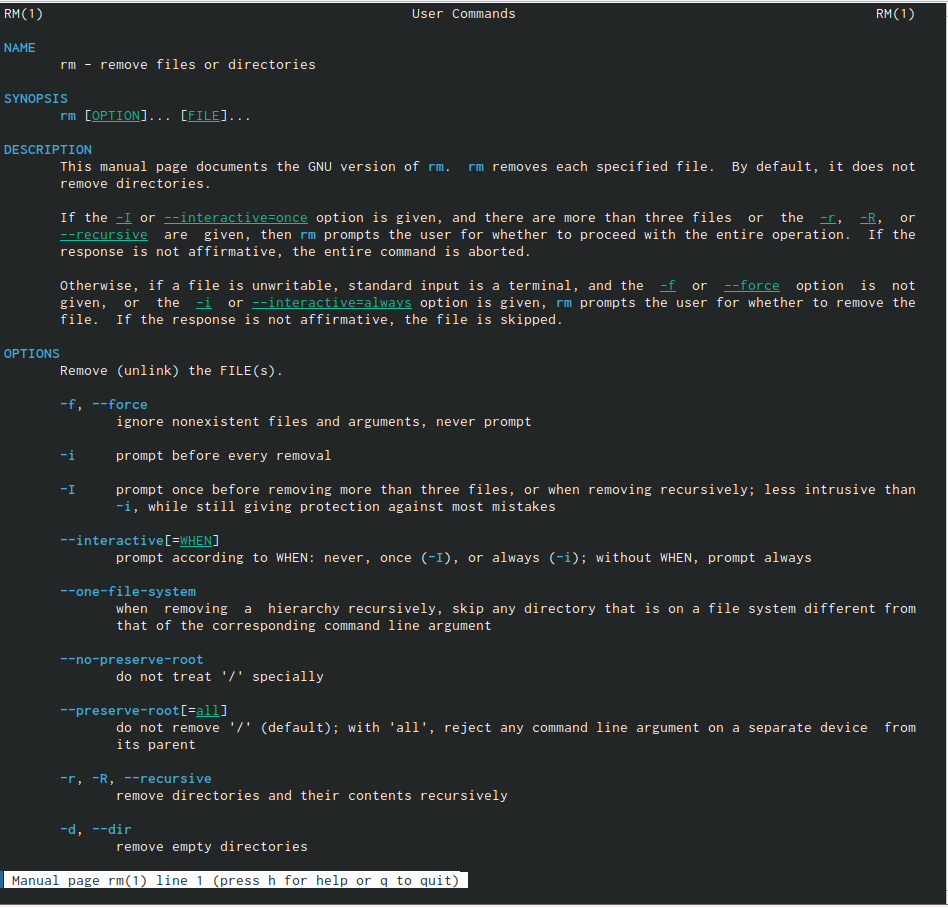 RM(1) User Commands RM(1)
NAME
rm - remove files or directories
SYNOPSIS
rm [OPTION]... [FILE]...
DESCRIPTION
This manual page documents the GNU version of rm. rm removes each specified file. By default, it does not
remove directories.
If the -I or --interactive=once option is given, and there are more than three files or the -r, -R, or
--recursive are given, then rm prompts the user for whether to proceed with the entire operation. If the
response is not affirmative, the entire command is aborted.
Otherwise, if a file is unwritable, standard input is a terminal, and the -f or --force option is not
given, or the -i or --interactive=always option is given, rm prompts the user for whether to remove the
file. If the response is not affirmative, the file is skipped.
OPTIONS
Remove (unlink) the FILE(s).
-f, --force
ignore nonexistent files and arguments, never prompt
-i prompt before every removal
-I prompt once before removing more than three files, or when removing recursively; less intrusive than
-i, while still giving protection against most mistakes
--interactive[=WHEN]
prompt according to WHEN: never, once (-I), or always (-i); without WHEN, prompt always
--one-file-system
when removing a hierarchy recursively, skip any directory that is on a file system different from
that of the corresponding command line argument
--no-preserve-root
do not treat '/' specially
--preserve-root[=all]
do not remove '/' (default); with 'all', reject any command line argument on a separate device from
its parent
-r, -R, --recursive
remove directories and their contents recursively
-d, --dir
remove empty directories
Manual page rm(1) line 1 (press h for help or q to quit)